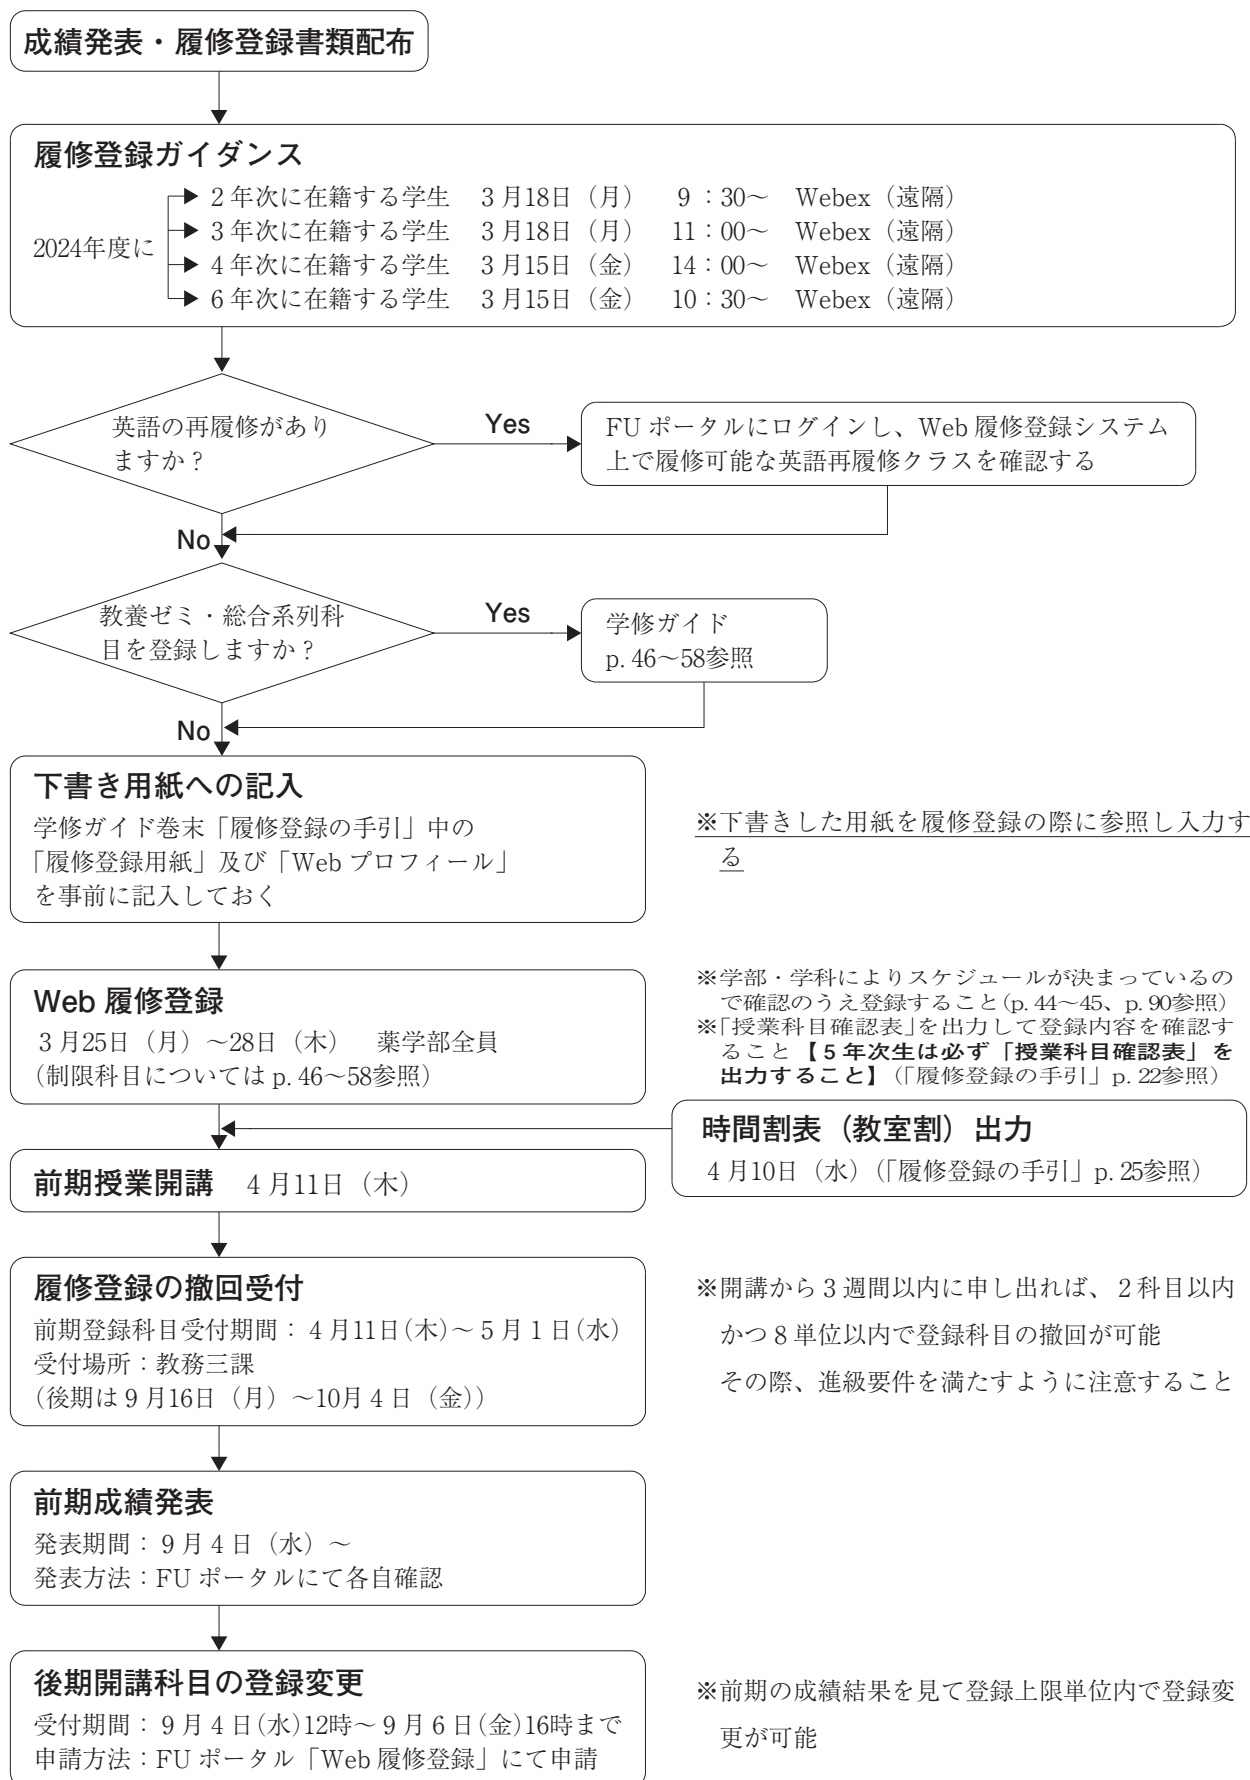 成績発表・履修登録書類配布
履修登録ガイダンス
2024年度に
2年次に在籍する学生 3月18日（月） 9：30～ Webex（遠隔）
3年次に在籍する学生 3月18日（月） 11：00～ Webex（遠隔）
4年次に在籍する学生 3月15日（金） 14：00～ Webex（遠隔）
6年次に在籍する学生 3月15日（金） 10：30～ Webex（遠隔）
英語の再履修があり
ますか？
Yes
FUポータルにログインし、Web履修登録システム
上で履修可能な英語再履修クラスを確認する
No
教養ゼミ・総合系列科
目を登録しますか？
Yes
学修ガイド
p.46～58参照
No
下書き用紙への記入
学修ガイド巻末「履修登録の手引」中の
「履修登録用紙」及び「Webプロフィール」
を事前に記入しておく
※下書きした用紙を履修登録の際に参照し入力す
る
Web履修登録
3月25日（月）～28日（木） 薬学部全員
（制限科目についてはp.46～58参照）
※学部・学科によりスケジュールが決まっているの
で確認のうえ登録すること（p.44～45、p.90参照）
※「授業科目確認表」を出力して登録内容を確認す
ること【5年次生は必ず「授業科目確認表」を
出力すること】（「履修登録の手引」p.22参照）
時間割表（教室割）出力
4月10日（水）（「履修登録の手引」p.25参照）
前期授業開講 4月11日（木）
履修登録の撤回受付
前期登録科目受付期間：4月11日（木）～5月1日（水）
受付場所：教務三課
（後期は9月16日（月）～10月4日（金））
※開講から3週間以内に申し出れば、2科目以内
かつ8単位以内で登録科目の撤回が可能
その際、進級要件を満たすように注意すること
前期成績発表
発表期間：9月4日（水）～
発表方法：FUポータルにて各自確認
後期開講科目の登録変更
受付期間：9月4日（水）12時～9月6日（金）16時まで
申請方法：FUポータル「Web履修登録」にて申請
※前期の成績結果を見て登録上限単位内で登録変
更が可能